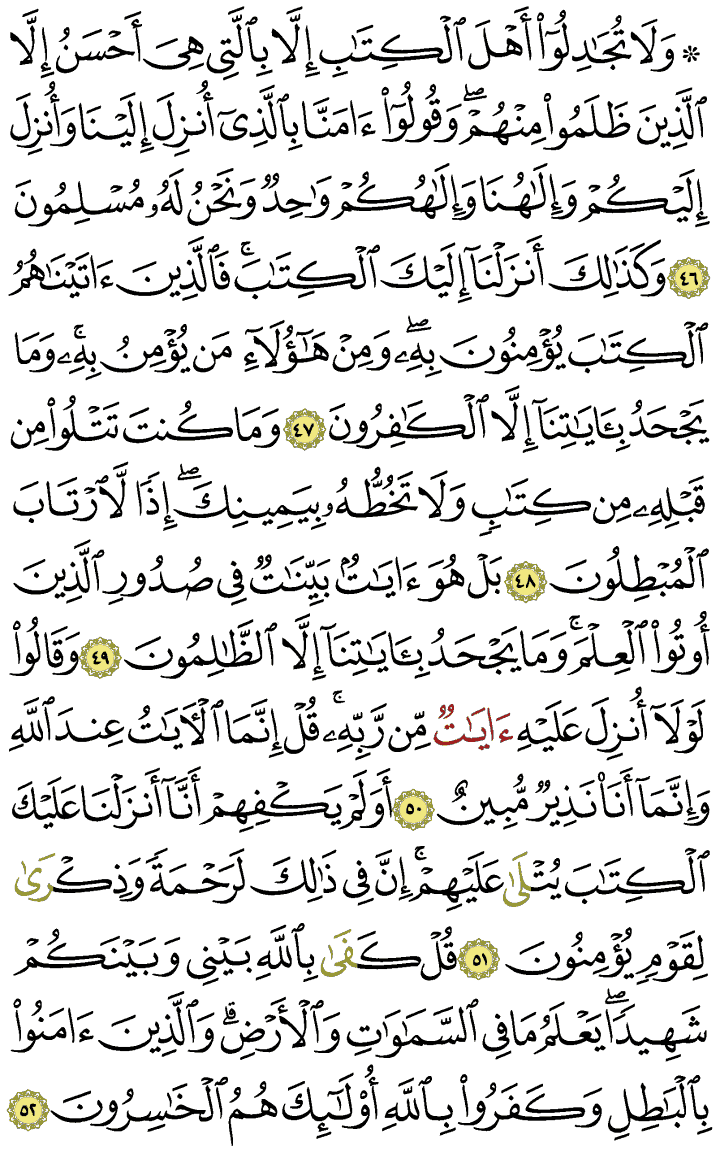 ۞ وَلَا تُجَـٰدِلُوٓا۟ أَهْلَ ٱلْكِتَـٰبِ إِلَّا بِٱلَّتِى هِىَ أَحْسَنُ إِلَّا
ٱلَّذِينَ ظَلَمُوا۟ مِنْهُمْ ۖ وَقُولُوٓا۟ ءَامَنَّا بِٱلَّذِىٓ أُنزِلَ إِلَيْنَا وَأُنزِلَ
إِلَيْكُمْ وَإِلَـٰهُنَا وَإِلَـٰهُكُمْ وَٰحِدٌ وَنَحْنُ لَهُۥ مُسْلِمُونَ
٤٦ وَكَذَٰلِكَ أَنزَلْنَآ إِلَيْكَ ٱلْكِتَـٰبَ ۚ فَٱلَّذِينَ ءَاتَيْنَـٰهُمُ
ٱلْكِتَـٰبَ يُؤْمِنُونَ بِهِۦ ۖ وَمِنْ هَـٰٓؤُلَآءِ مَن يُؤْمِنُ بِهِۦ ۚ وَمَا
يَجْحَدُ بِـَٔايَـٰتِنَآ إِلَّا ٱلْكَـٰفِرُونَ ٤٧ وَمَا كُنتَ تَتْلُوا۟ مِن
قَبْلِهِۦ مِن كِتَـٰبٍ وَلَا تَخُطُّهُۥ بِيَمِينِكَ ۖ إِذًا لَّٱرْتَابَ
ٱلْمُبْطِلُونَ ٤٨ بَلْ هُوَ ءَايَـٰتٌۢ بَيِّنَـٰتٌ فِى صُدُورِ ٱلَّذِينَ
أُوتُوا۟ ٱلْعِلْمَ ۚ وَمَا يَجْحَدُ بِـَٔايَـٰتِنَآ إِلَّا ٱلظَّـٰلِمُونَ ٤٩ وَقَالُوا۟
لَوْلَآ أُنزِلَ عَلَيْهِ ءَايَـٰتٌ مِّن رَّبِّهِۦ ۚ قُلْ إِنَّمَا ٱلْـَٔايَـٰتُ عِندَ ٱللَّهِ
وَإِنَّمَآ أَنَا۠ نَذِيرٌ مُّبِينٌ ٥٠ أَوَلَمْ يَكْفِهِمْ أَنَّآ أَنزَلْنَا عَلَيْكَ
ٱلْكِتَـٰبَ يُتْلَىٰ عَلَيْهِمْ ۚ إِنَّ فِى ذَٰلِكَ لَرَحْمَةً وَذِكْرَىٰ
لِقَوْمٍ يُؤْمِنُونَ ٥١ قُلْ كَفَىٰ بِٱللَّهِ بَيْنِى وَبَيْنَكُمْ
شَهِيدًا ۖ يَعْلَمُ مَا فِى ٱلسَّمَـٰوَٰتِ وَٱلْأَرْضِ ۗ وَٱلَّذِينَ ءَامَنُوا۟
بِٱلْبَـٰطِلِ وَكَفَرُوا۟ بِٱللَّهِ أُو۟لَـٰٓئِكَ هُمُ ٱلْخَـٰسِرُونَ ٥٢